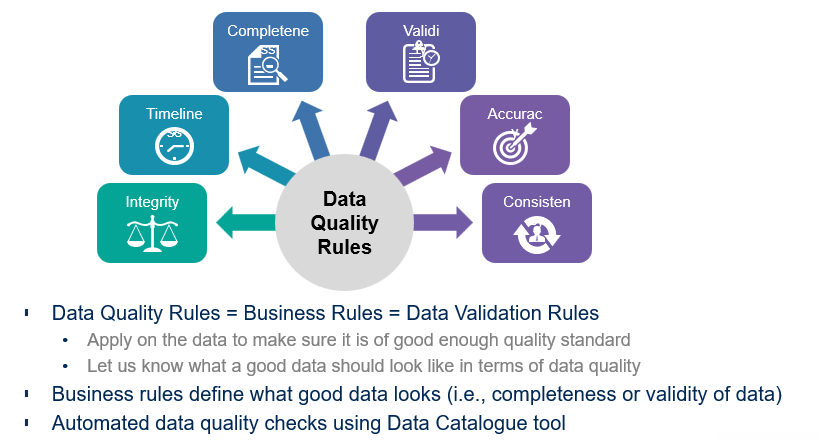 Completene
ss
Validi
ty
Timeline
ss
Accurac
y
Integrity
Consisten
Data
Quality
Rules
Data Quality Rules = Business Rules = Data Validation Rules
Apply on the data to make sure it is of good enough quality standard
Let us know what a good data should look like in terms of data quality
Business rules define what good data looks (i.e., completeness or validity of data)
Automated data quality checks using Data Catalogue tool